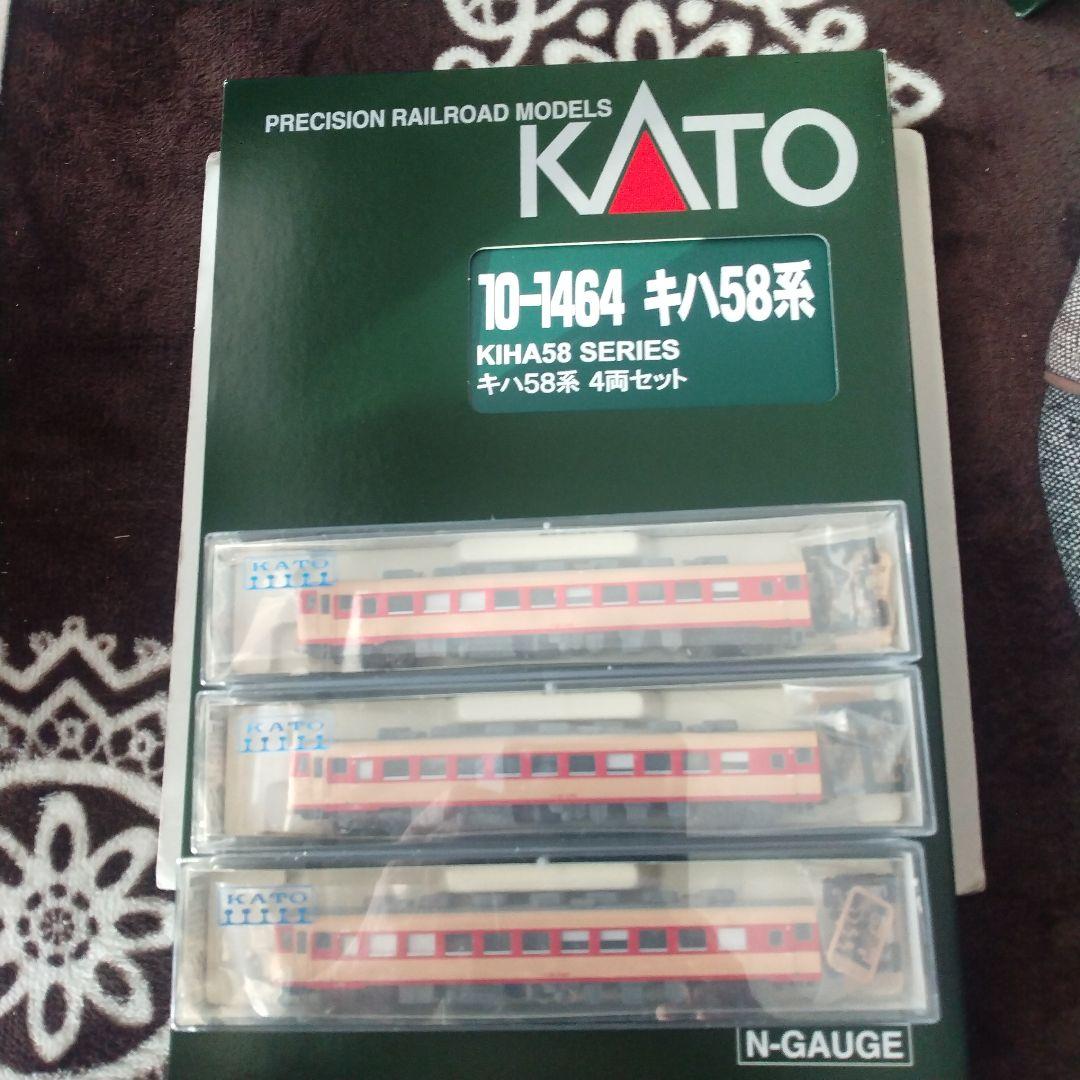 PRECISION RAILROAD MODELS
KATO
10-1464 キハ58系
KIHA58 SERIES
キハ58系 4両セット
KATO
KATO
KATO
N-GAUGE